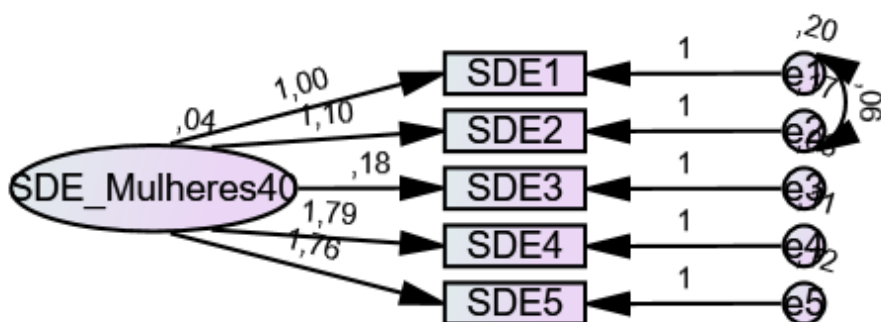 ,20
1,00
SDE1
1
e1
,04
1,10
SDE2
1
e2
,06
SDE_Mulheres40
,18
SDE3
1
e3
1,79
SDE4
1
e4
1,76
SDE5
1
e5